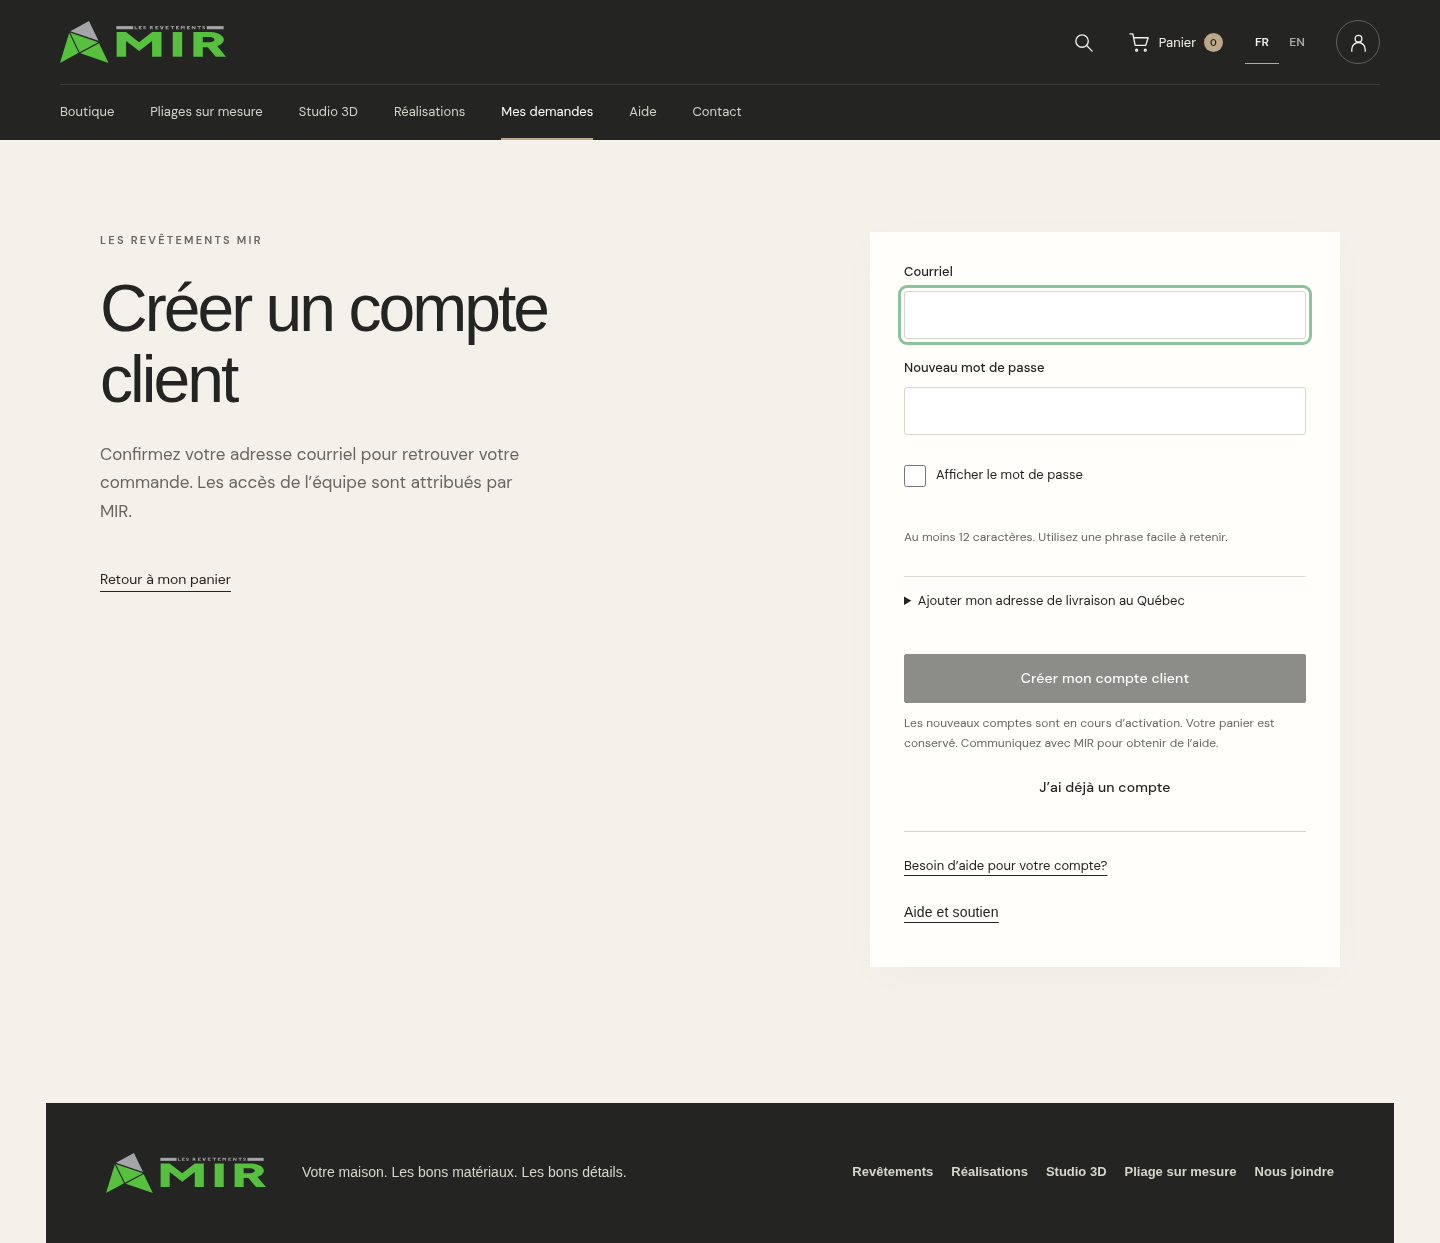 LES REVÊTEMENTS
MIR
Panier 0
FR EN
Boutique Pliages sur mesure Studio 3D Réalisations Mes demandes Aide Contact
LES REVÊTEMENTS MIR
Créer un compte
client
Confirmez votre adresse courriel pour retrouver votre
commande. Les accès de l’équipe sont attribués par
MIR.
Retour à mon panier
Courriel
Nouveau mot de passe
Afficher le mot de passe
Au moins 12 caractères. Utilisez une phrase facile à retenir.
Ajouter mon adresse de livraison au Québec
Créer mon compte client
Les nouveaux comptes sont en cours d’activation. Votre panier est
conservé. Communiquez avec MIR pour obtenir de l’aide.
J’ai déjà un compte
Besoin d’aide pour votre compte?
Aide et soutien
LES REVÊTEMENTS
MIR
Votre maison. Les bons matériaux. Les bons détails.
Revêtements Réalisations Studio 3D Pliage sur mesure Nous joindre